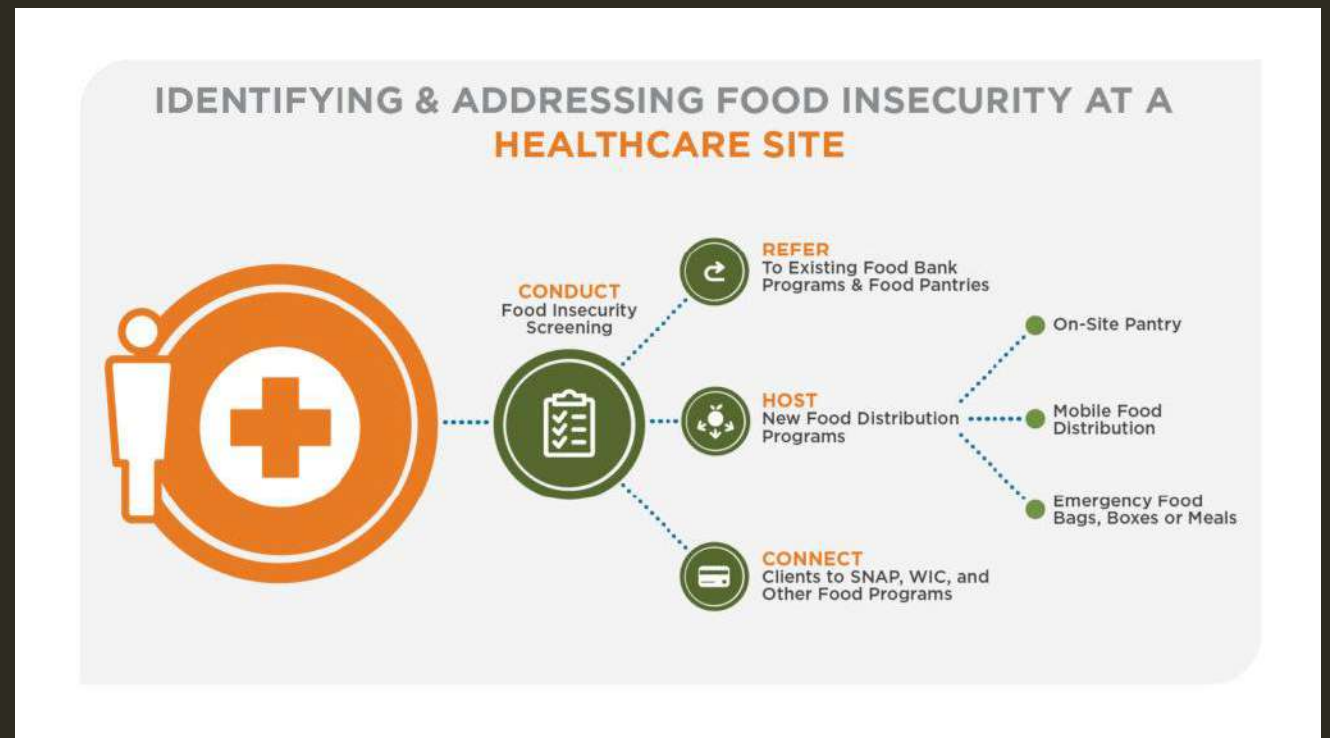 IDENTIFYING & ADDRESSING FOOD INSECURITY AT A
HEALTHCARE SITE
CONDUCT
Food Insecurity
Screening
REFER
To Existing Food Bank
Programs & Food Pantries
HOST
New Food Distribution
Programs
On-Site Pantry
Mobile Food
Distribution
Emergency Food
Bags, Boxes or Meals
CONNECT
Clients to SNAP, WIC, and
Other Food Programs